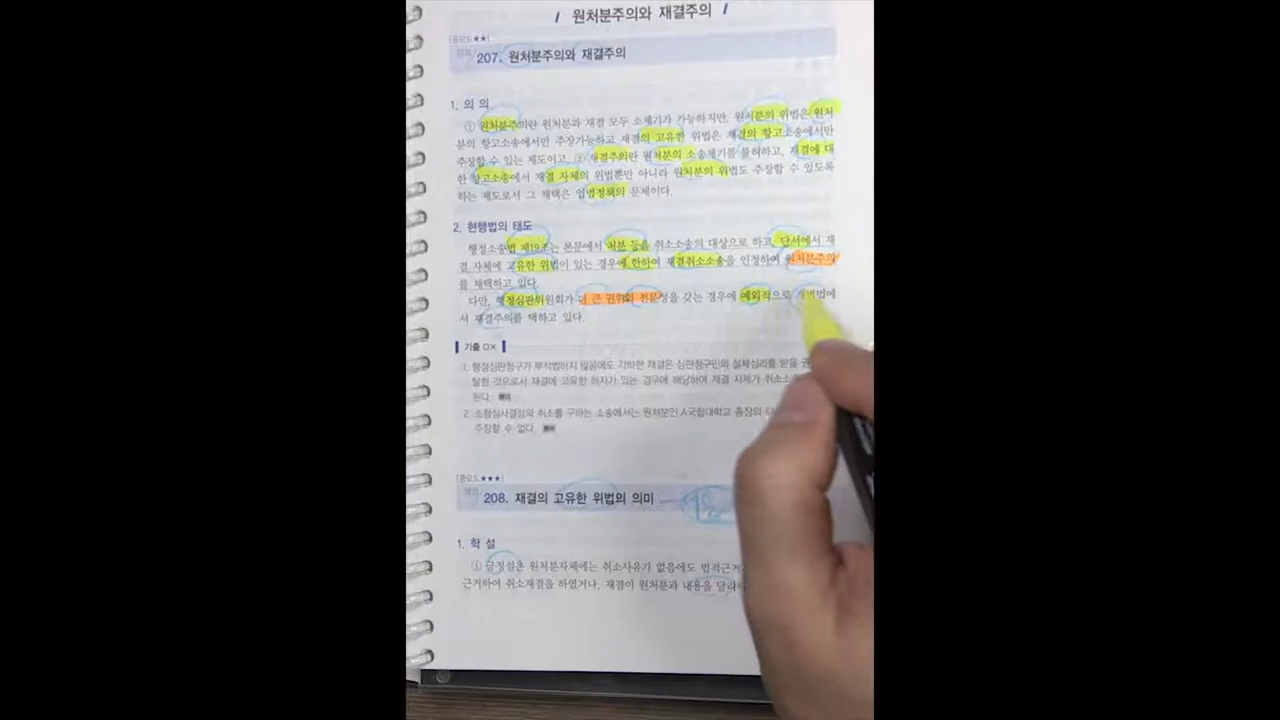 / 원처분주의와 재결주의 /
[중요도★★]
쟁점 207. 원처분주의와 재결주의
1. 의 의
① 원처분주의란 원처분과 재결 모두 소제기가 가능하지만, 원처분의 위법은 원처
분의 항고소송에서만 주장가능하고 재결의 고유한 위법은 재결의 항고소송에서만
주장할 수 있는 제도이고, ② 재결주의란 원처분의 소송제기를 불허하고, 재결에 대
한 항고소송에서 재결 자체의 위법뿐만 아니라 원처분의 위법도 주장할 수 있도록
하는 제도로서 그 채택은 입법정책의 문제이다.
2. 현행법의 태도
행정소송법 제19조는 본문에서 처분 등을 취소소송의 대상으로 하고, 단서에서 재
결 자체에 고유한 위법이 있는 경우에 한하여 재결취소소송을 인정하여 원처분주의
를 채택하고 있다.
다만, 행정심판위원회가 더 큰 권위와 전문성을 갖는 경우에 예외적으로 개별법에
서 재결주의를 택하고 있다.
기출 OX
1. 행정심판청구가 부적법하지 않음에도 각하한 재결은 심판청구인의 실체심리를 받을 권
탈한 것으로서 재결에 고유한 하자가 있는 경우에 해당하여 재결 자체가 취소소
된다.
2. 소청심사결정의 취소를 구하는 소송에서는 원처분인 A국립대학교 총장의
주장할 수 없다.
[중요도★★★]
쟁점 208. 재결의 고유한 위법의 의미
1. 학 설
① 긍정설은 원처분자체에는 취소사유가 없음에도 법적근거
근거하여 취소재결을 하였거나, 재결이 원처분과 내용을 달리